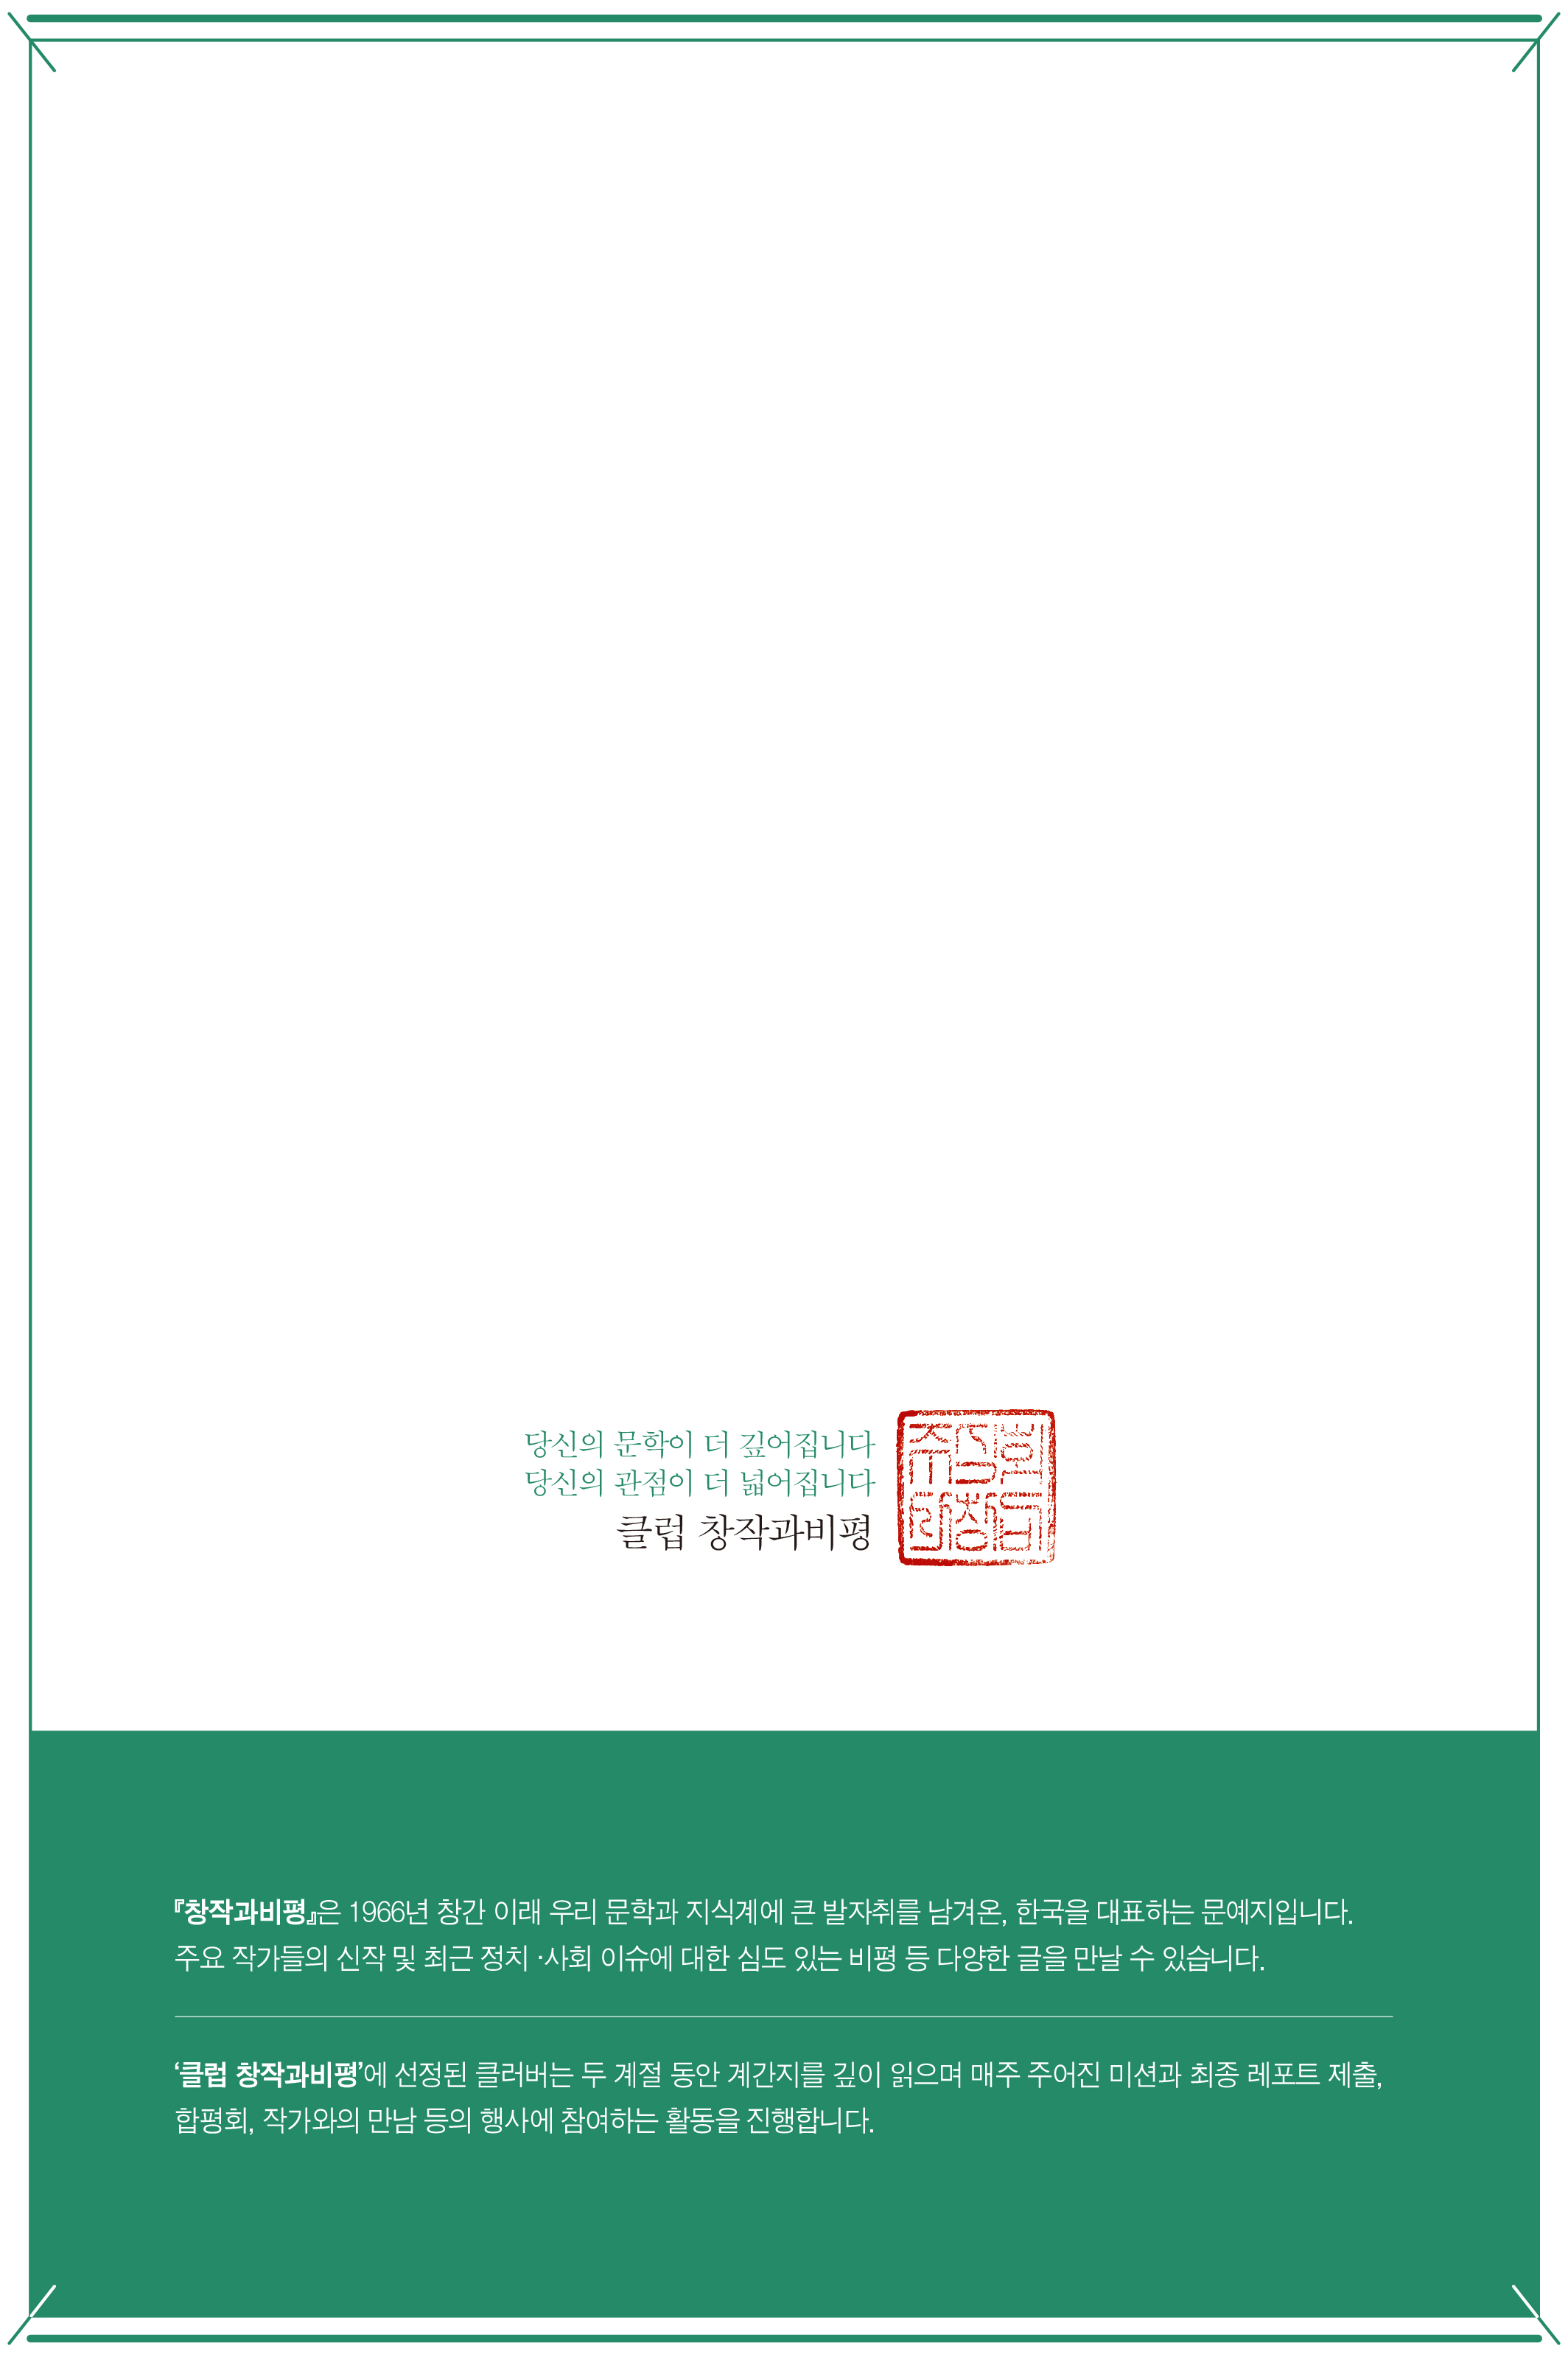 당신의 문학이 더 깊어집니다
당신의 관점이 더 넓어집니다
클럽 창작과비평
『창작과비평』은 1966년 창간 이래 우리 문학과 지식계에 큰 발자취를 남겨온, 한국을 대표하는 문예지입니다.
주요 작가들의 신작 및 최근 정치·사회 이슈에 대한 심도 있는 비평 등 다양한 글을 만날 수 있습니다.
‘클럽 창작과비평’에 선정된 클러버는 두 계절 동안 계간지를 깊이 읽으며 매주 주어진 미션과 최종 레포트 제출,
합평회, 작가와의 만남 등의 행사에 참여하는 활동을 진행합니다.